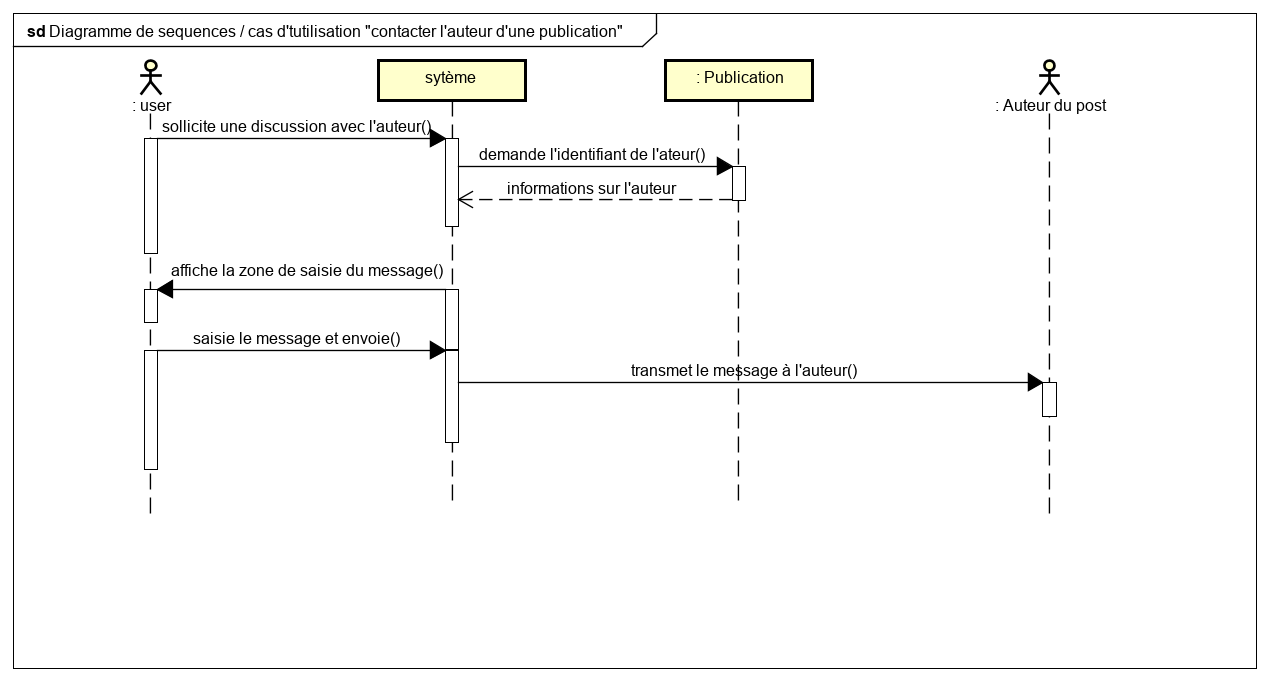 sd Diagramme de sequences / cas d'tutilisation "contacter l'auteur d'une publication"
sytème
: Publication
: user
: Auteur du post
sollicite une discussion avec l'auteur()
demande l'identifiant de l'ateur()
informations sur l'auteur
affiche la zone de saisie du message()
saisie le message et envoie()
transmet le message à l'auteur()